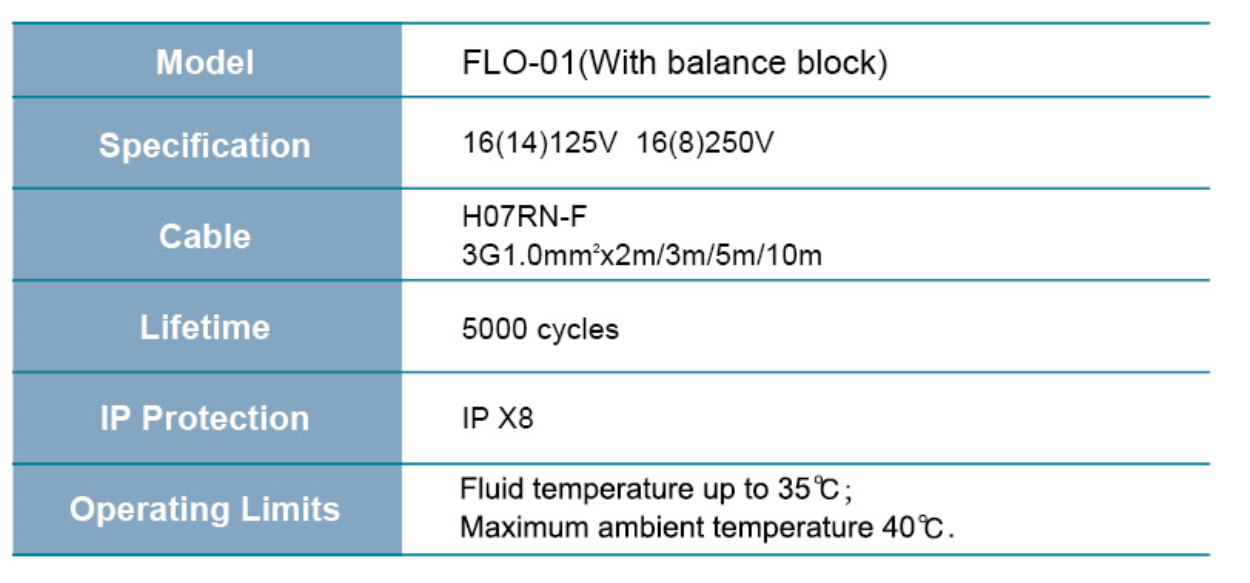 Model FLO-01(With balance block)
Specification 16(14)125V 16(8)250V
Cable H07RN-F
3G1.0mm²x2m/3m/5m/10m
Lifetime 5000 cycles
IP Protection IP X8
Operating Limits Fluid temperature up to 35℃;
Maximum ambient temperature 40℃.